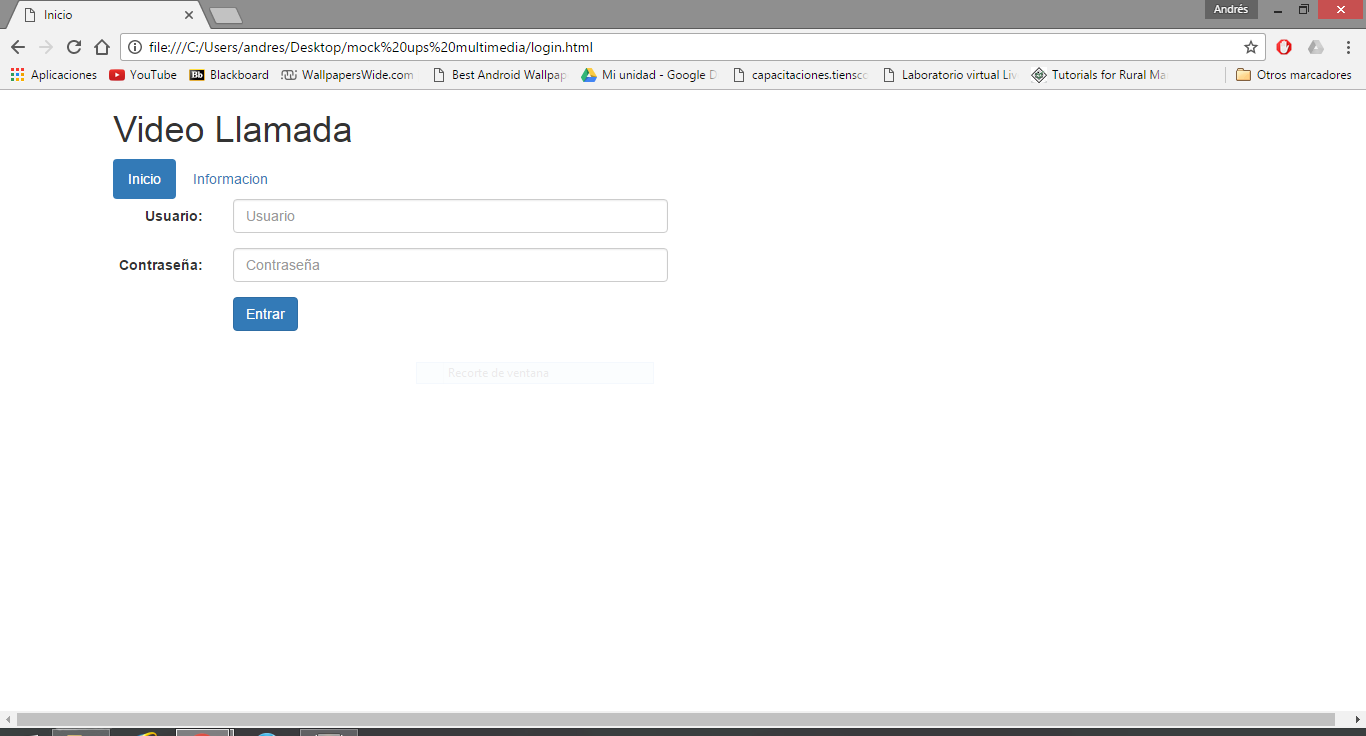 Inicio
Andrés
file:///C:/Users/andres/Desktop/mock%20ups%20multimedia/login.html
Aplicaciones YouTube Bb Blackboard WallpapersWide.com Best Android Wallpap Mi unidad - Google D capacitaciones.tiensco Laboratorio virtual Liv Tutorials for Rural Ma Otros marcadores
Video Llamada
Inicio Informacion
Usuario: Usuario
Contraseña: Contraseña
Entrar
Recorte de ventana